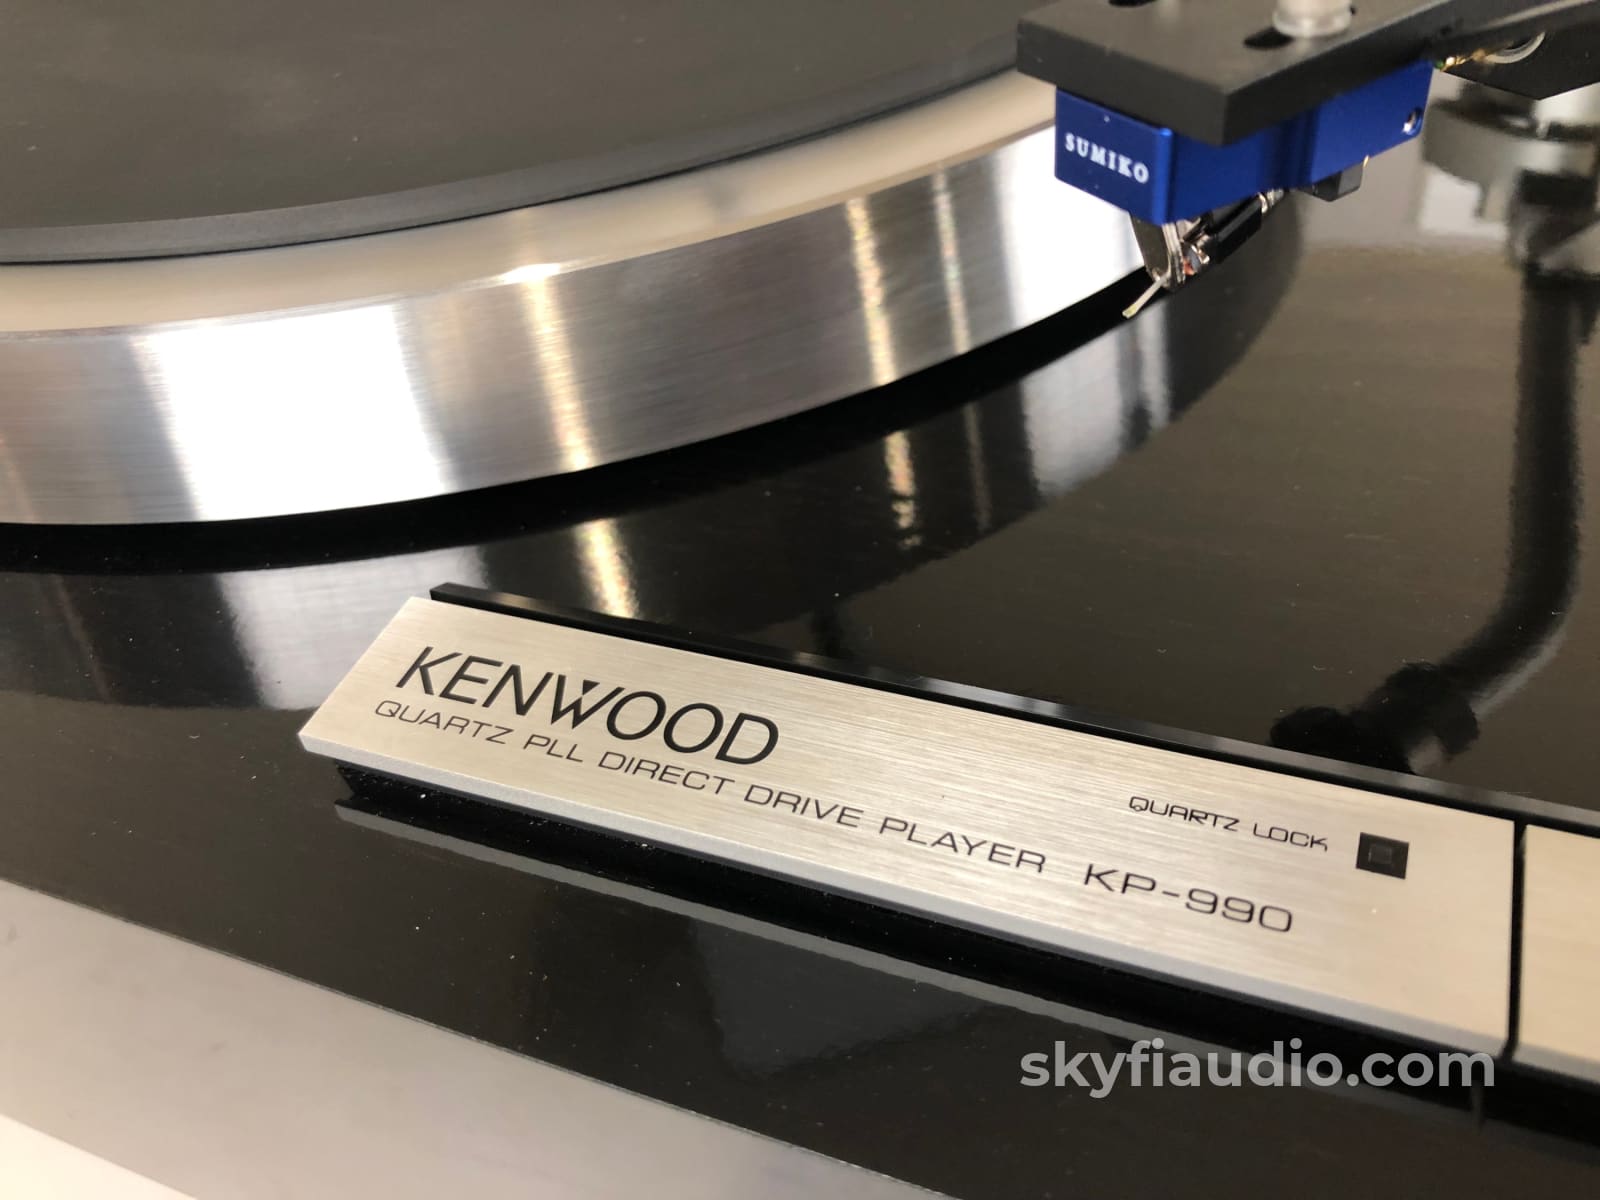 SUMIKO
KENWOOD
QUARTZ PLL DIRECT DRIVE PLAYER KP-990
QUARTZ LOCK
skyfiaudio.com